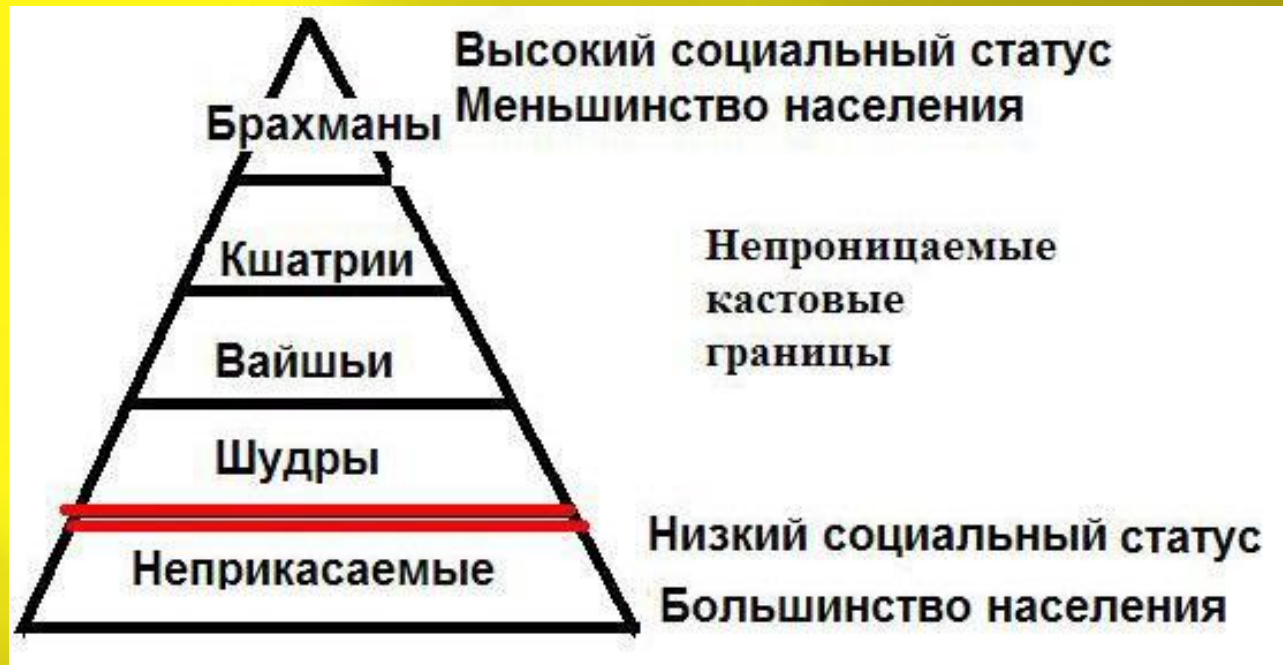 Высокий социальный статус
Меньшинство населения
Брахманы
Кшатрии
Непроницаемые
кастовые
границы
Вайшьи
Шудры
Низкий социальный статус
Неприкасаемые
Большинство населения